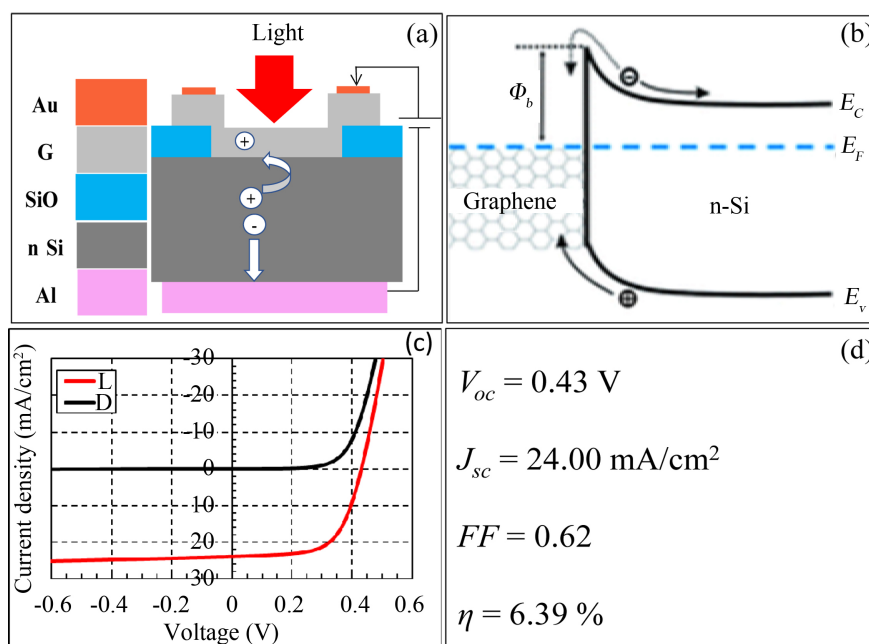 (a)
Light
Au
G
SiO
n Si
Al
+
+
-
(b)
Φb
−
EC
EF
Graphene
n-Si
+
Ev
(c)
Current density (mA/cm²)
-30
-20
-10
0
10
20
30
L
D
-0.6 -0.4 -0.2 0 0.2 0.4 0.6
Voltage (V)
(d)
Voc = 0.43 V
Jsc = 24.00 mA/cm²
FF = 0.62
η = 6.39 %